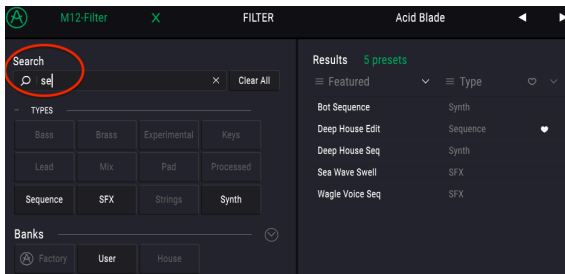 M12-Filter X FILTER Acid Blade
Search
se × Clear All
TYPES
Bass Brass Experimental Keys
Lead Mix Pad Processed
Sequence SFX Strings Synth
Banks
Factory User House
Results 5 presets
Featured Type
Bot Sequence Synth
Deep House Edit Sequence
Deep House Seq Synth
Sea Wave Swell SFX
Wagle Voice Seq SFX